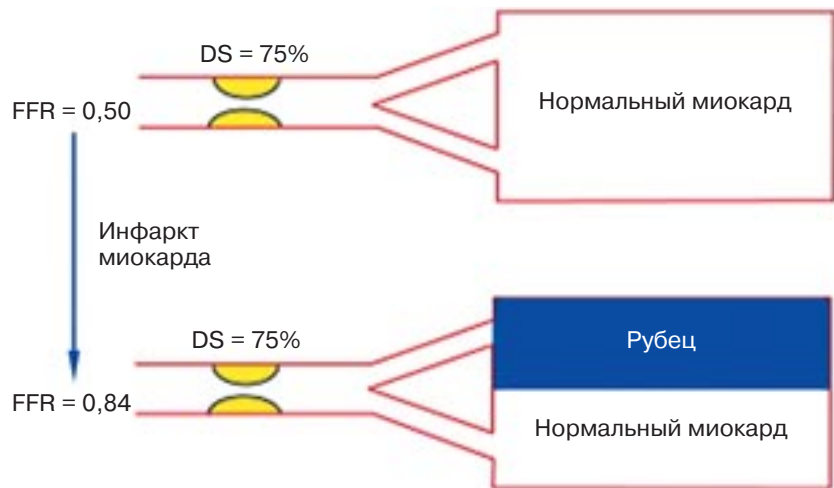 DS = 75%
FFR = 0,50
Нормальный миокард
Инфаркт
миокарда
DS = 75%
Рубец
FFR = 0,84
Нормальный миокард